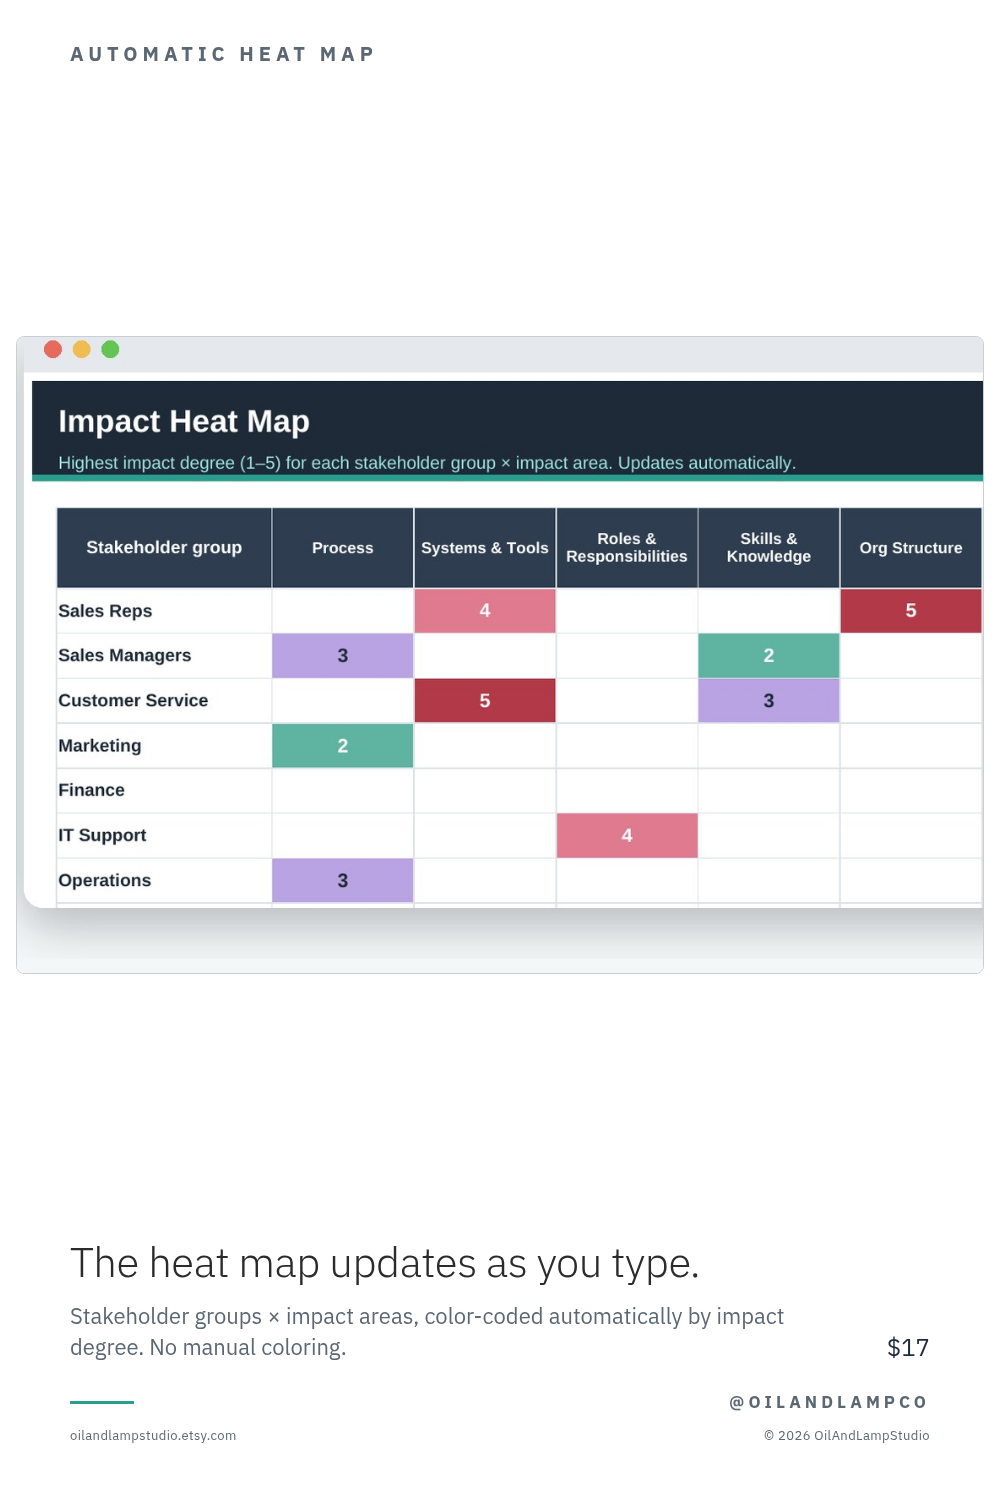 AUTOMATIC HEAT MAP
Impact Heat Map
Highest impact degree (1–5) for each stakeholder group × impact area. Updates automatically.
Stakeholder group Process Systems & Tools Roles & Responsibilities Skills & Knowledge Org Structure
Sales Reps 4 5
Sales Managers 3 2
Customer Service 5 3
Marketing 2
Finance
IT Support 4
Operations 3
The heat map updates as you type.
Stakeholder groups × impact areas, color-coded automatically by impact
degree. No manual coloring.
$17
@OILANDLAMPCO
oilandlampstudio.etsy.com
© 2026 OilAndLampStudio